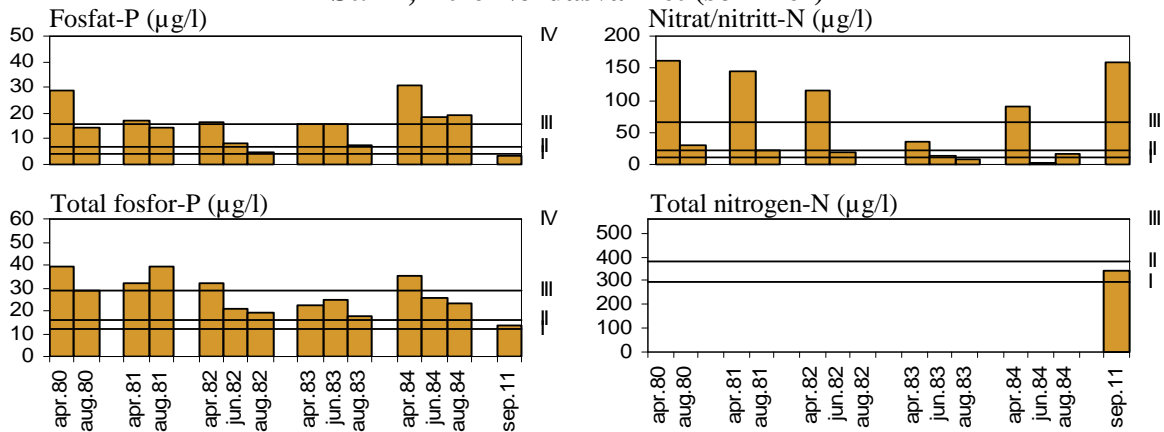 Fosfat-P (µg/l)
50
40
30
20
10
0
IV
III
II
I
Nitrat/nitritt-N (µg/l)
200
150
100
50
0
III
II
I
Total fosfor-P (µg/l)
60
50
40
30
20
10
0
IV
III
II
I
apr.80
aug.80
apr.81
aug.81
apr.82
jun.82
aug.82
apr.83
jun.83
aug.83
apr.84
jun.84
aug.84
sep.11
Total nitrogen-N (µg/l)
500
400
300
200
100
0
III
II
I
apr.80
aug.80
apr.81
aug.81
apr.82
jun.82
aug.82
apr.83
jun.83
aug.83
apr.84
jun.84
aug.84
sep.11